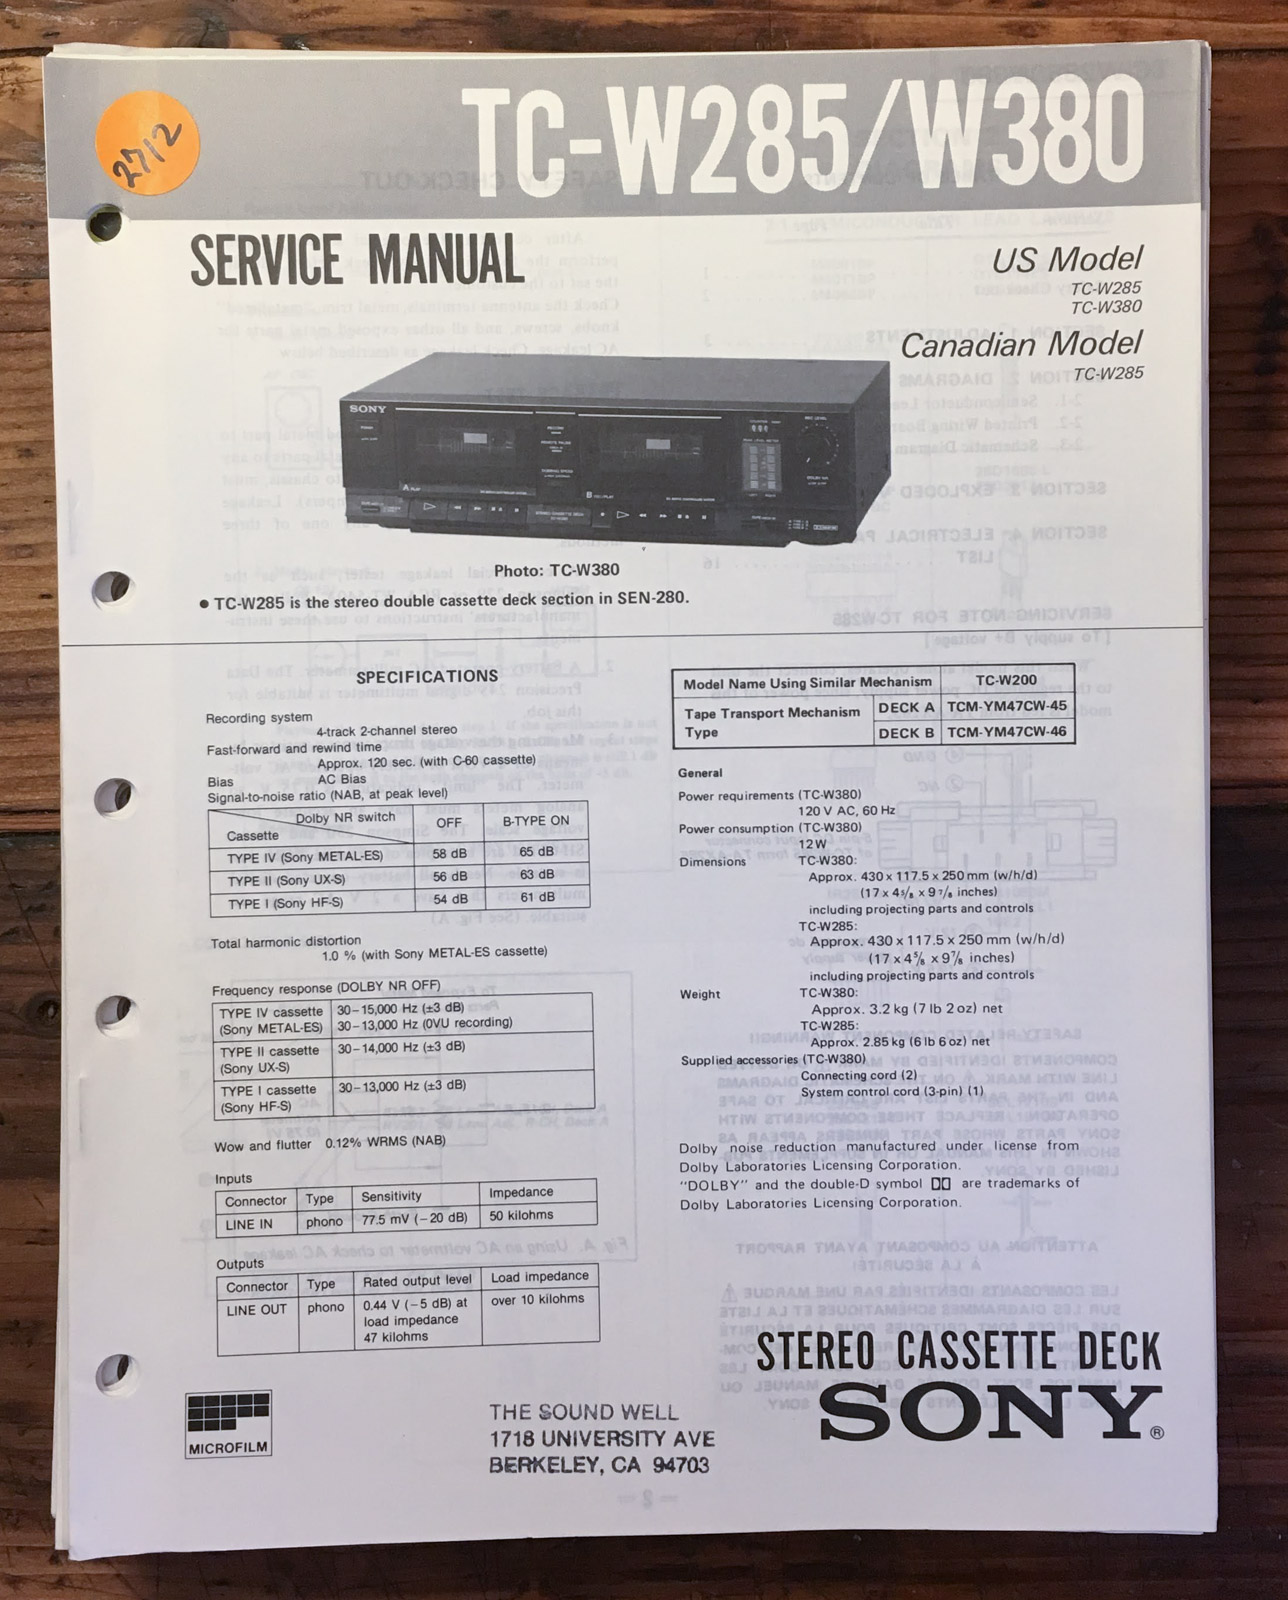 TC-W285/W380
2712
SERVICE MANUAL
US Model
TC-W285
TC-W380
Canadian Model
TC-W285
SONY
Photo: TC-W380
● TC-W285 is the stereo double cassette deck section in SEN-280.
SPECIFICATIONS
Recording system
4-track 2-channel stereo
Fast-forward and rewind time
Approx. 120 sec. (with C-60 cassette)
Bias AC Bias
Signal-to-noise ratio (NAB, at peak level)
Dolby NR switch
Cassette
OFF B-TYPE ON
TYPE IV (Sony METAL-ES) 58 dB 65 dB
TYPE II (Sony UX-S) 56 dB 63 dB
TYPE I (Sony HF-S) 54 dB 61 dB
Total harmonic distortion
1.0 % (with Sony METAL-ES cassette)
Frequency response (DOLBY NR OFF)
TYPE IV cassette 30–15,000 Hz (±3 dB)
(Sony METAL-ES) 30–13,000 Hz (0VU recording)
TYPE II cassette 30–14,000 Hz (±3 dB)
(Sony UX-S)
TYPE I cassette 30–13,000 Hz (±3 dB)
(Sony HF-S)
Wow and flutter 0.12% WRMS (NAB)
Inputs
Connector Type Sensitivity Impedance
LINE IN phono 77.5 mV (−20 dB) 50 kilohms
Outputs
Connector Type Rated output level Load impedance
LINE OUT phono 0.44 V (−5 dB) at over 10 kilohms
load impedance
47 kilohms
Model Name Using Similar Mechanism TC-W200
Tape Transport Mechanism DECK A TCM-YM47CW-45
Type DECK B TCM-YM47CW-46
General
Power requirements (TC-W380)
120 V AC, 60 Hz
Power consumption (TC-W380)
12 W
Dimensions TC-W380:
Approx. 430 x 117.5 x 250 mm (w/h/d)
(17 x 4 5/8 x 9 7/8 inches)
including projecting parts and controls
TC-W285:
Approx. 430 x 117.5 x 250 mm (w/h/d)
(17 x 4 5/8 x 9 7/8 inches)
including projecting parts and controls
Weight TC-W380:
Approx. 3.2 kg (7 lb 2 oz) net
TC-W285:
Approx. 2.85 kg (6 lb 6 oz) net
Supplied accessories (TC-W380)
Connecting cord (2)
System control cord (3-pin) (1)
Dolby noise reduction manufactured under license from
Dolby Laboratories Licensing Corporation.
"DOLBY" and the double-D symbol are trademarks of
Dolby Laboratories Licensing Corporation.
STEREO CASSETTE DECK
SONY®
MICROFILM
THE SOUND WELL
1718 UNIVERSITY AVE
BERKELEY, CA 94703